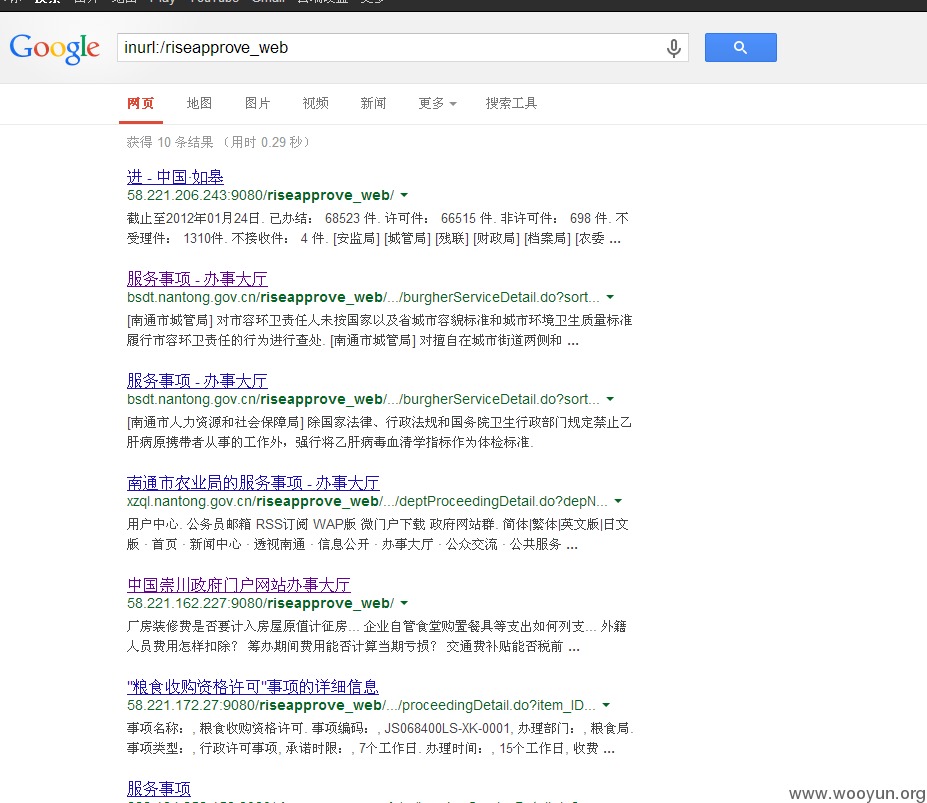 搜索 图片 地图 Play YouTube Gmail 云端硬盘 更多
Google
inurl:/riseapprove_web
网页 地图 图片 视频 新闻 更多 搜索工具
获得 10 条结果 （用时 0.29 秒）
进 - 中国·如皋
58.221.206.243:9080/riseapprove_web/
截止至2012年01月24日. 已办结： 68523 件. 许可件： 66515 件. 非许可件： 698 件. 不
受理件： 1310件. 不接收件： 4 件. [安监局] [城管局] [残联] [财政局] [档案局] [农委 ...
服务事项 - 办事大厅
bsdt.nantong.gov.cn/riseapprove_web/.../burgherServiceDetail.do?sort...
[南通市城管局] 对市容环卫责任人未按国家以及省城市容貌标准和城市环境卫生质量标准
履行市容环卫责任的行为进行查处. [南通市城管局] 对擅自在城市街道两侧和 ...
服务事项 - 办事大厅
bsdt.nantong.gov.cn/riseapprove_web/.../burgherServiceDetail.do?sort...
[南通市人力资源和社会保障局] 除国家法律、行政法规和国务院卫生行政部门规定禁止乙
肝病原携带者从事的工作外，强行将乙肝病毒血清学指标作为体检标准.
南通市农业局的服务事项 - 办事大厅
xzql.nantong.gov.cn/riseapprove_web/.../deptProceedingDetail.do?depN...
用户中心. 公务员邮箱 RSS订阅 WAP版 微门户下载 政府网站群. 简体|繁体|英文版|日文
版 · 首页 · 新闻中心 · 透视南通 · 信息公开 · 办事大厅 · 公众交流 · 公共服务 ...
中国崇川政府门户网站办事大厅
58.221.162.227:9080/riseapprove_web/
厂房装修费是否要计入房屋原值计征房... 企业自管食堂购置餐具等支出如何列支... 外籍
人员费用怎样扣除？ 筹办期间费用能否计算当期亏损？ 交通费补贴能否税前 ...
"粮食收购资格许可"事项的详细信息
58.221.172.27:9080/riseapprove_web/.../proceedingDetail.do?item_ID...
事项名称：, 粮食收购资格许可. 事项编码：, JS068400LS-XK-0001, 办理部门：, 粮食局.
事项类型：, 行政许可事项, 承诺时限：, 7个工作日. 办理时间：, 15个工作日, 收费 ...
服务事项
www.wooyun.org